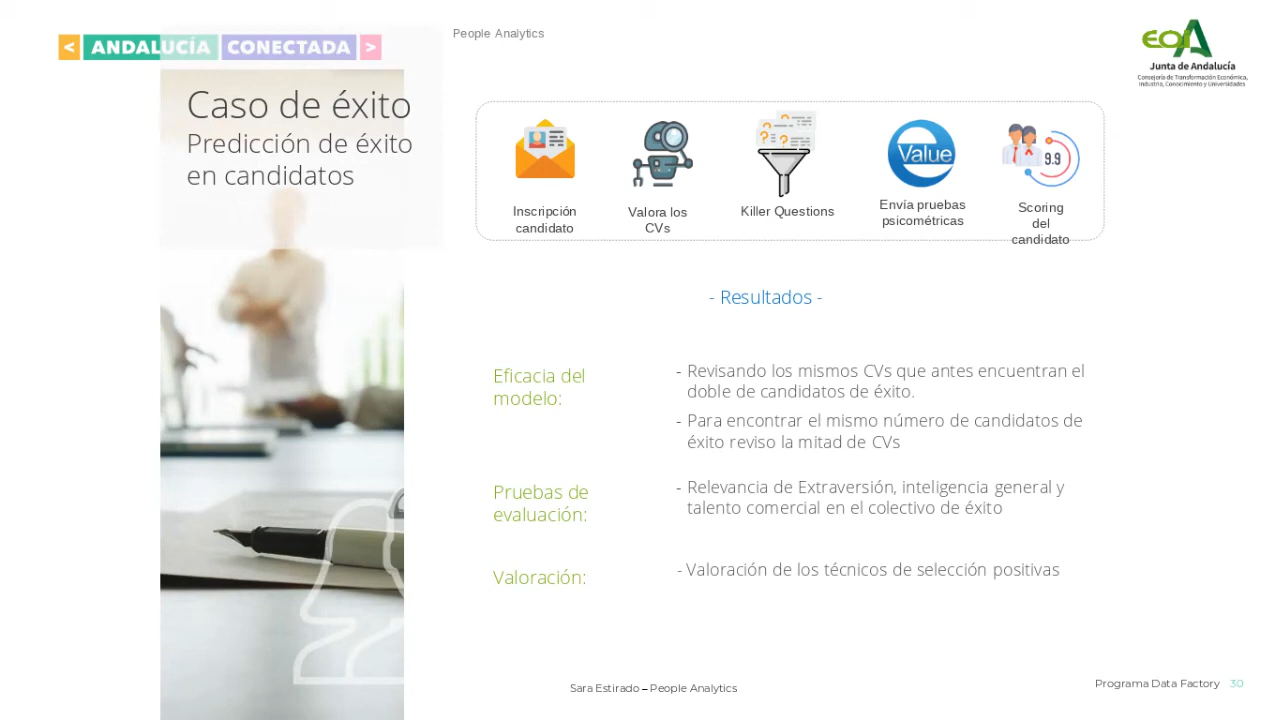 People Analytics
< ANDALUCÍA CONECTADA >
eoi A
Junta de Andalucía
Consejería de Transformación Económica,
Industria, Conocimiento y Universidades
Caso de éxito
Predicción de éxito
en candidatos
Value
9.9
Inscripción
candidato
Valora los
CVs
Killer Questions
Envía pruebas
psicométricas
Scoring
del
candidato
- Resultados -
Eficacia del
modelo:
- Revisando los mismos CVs que antes encuentran el
doble de candidatos de éxito.
- Para encontrar el mismo número de candidatos de
éxito reviso la mitad de CVs
Pruebas de
evaluación:
- Relevancia de Extraversión, inteligencia general y
talento comercial en el colectivo de éxito
Valoración:
- Valoración de los técnicos de selección positivas
Sara Estirado – People Analytics
Programa Data Factory 30